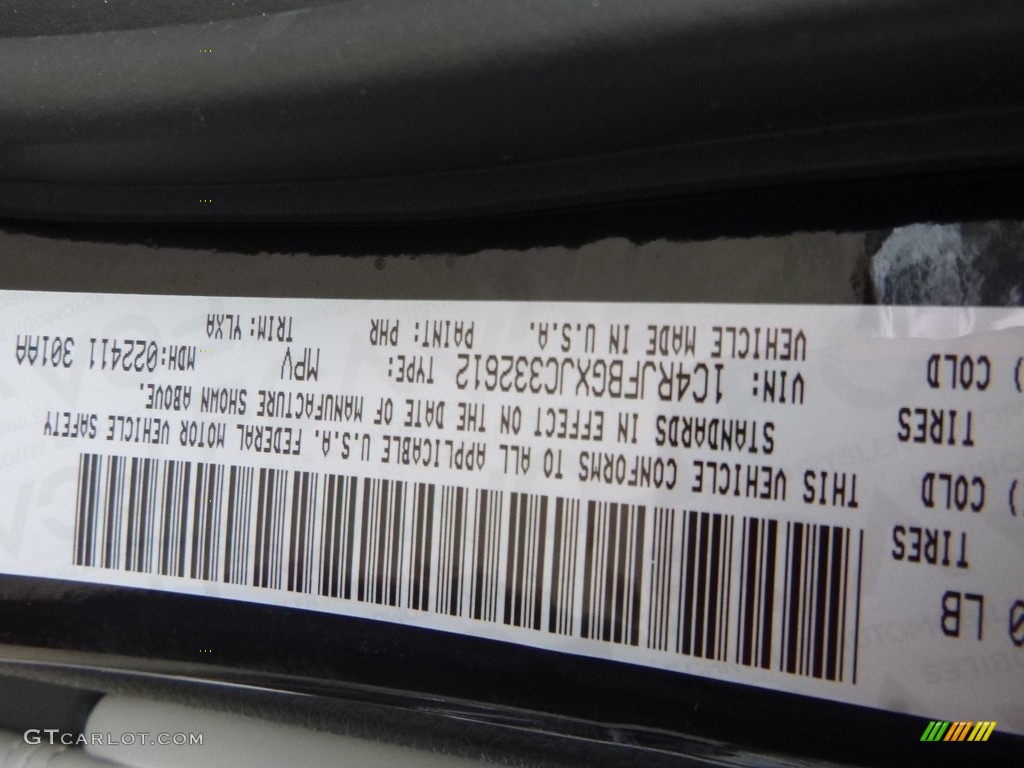 0 LB
TIRES
) COLD
TIRES
) COLD
THIS VEHICLE CONFORMS TO ALL APPLICABLE U.S.A. FEDERAL MOTOR VEHICLE SAFETY
STANDARDS IN EFFECT ON THE DATE OF MANUFACTURE SHOWN ABOVE.
VIN: 1C4RJFBGXJC332612 TYPE: MPV MDH:022411 301AA
VEHICLE MADE IN U.S.A. PAINT: PHR TRIM: YLXA
GTCARLOT.COM